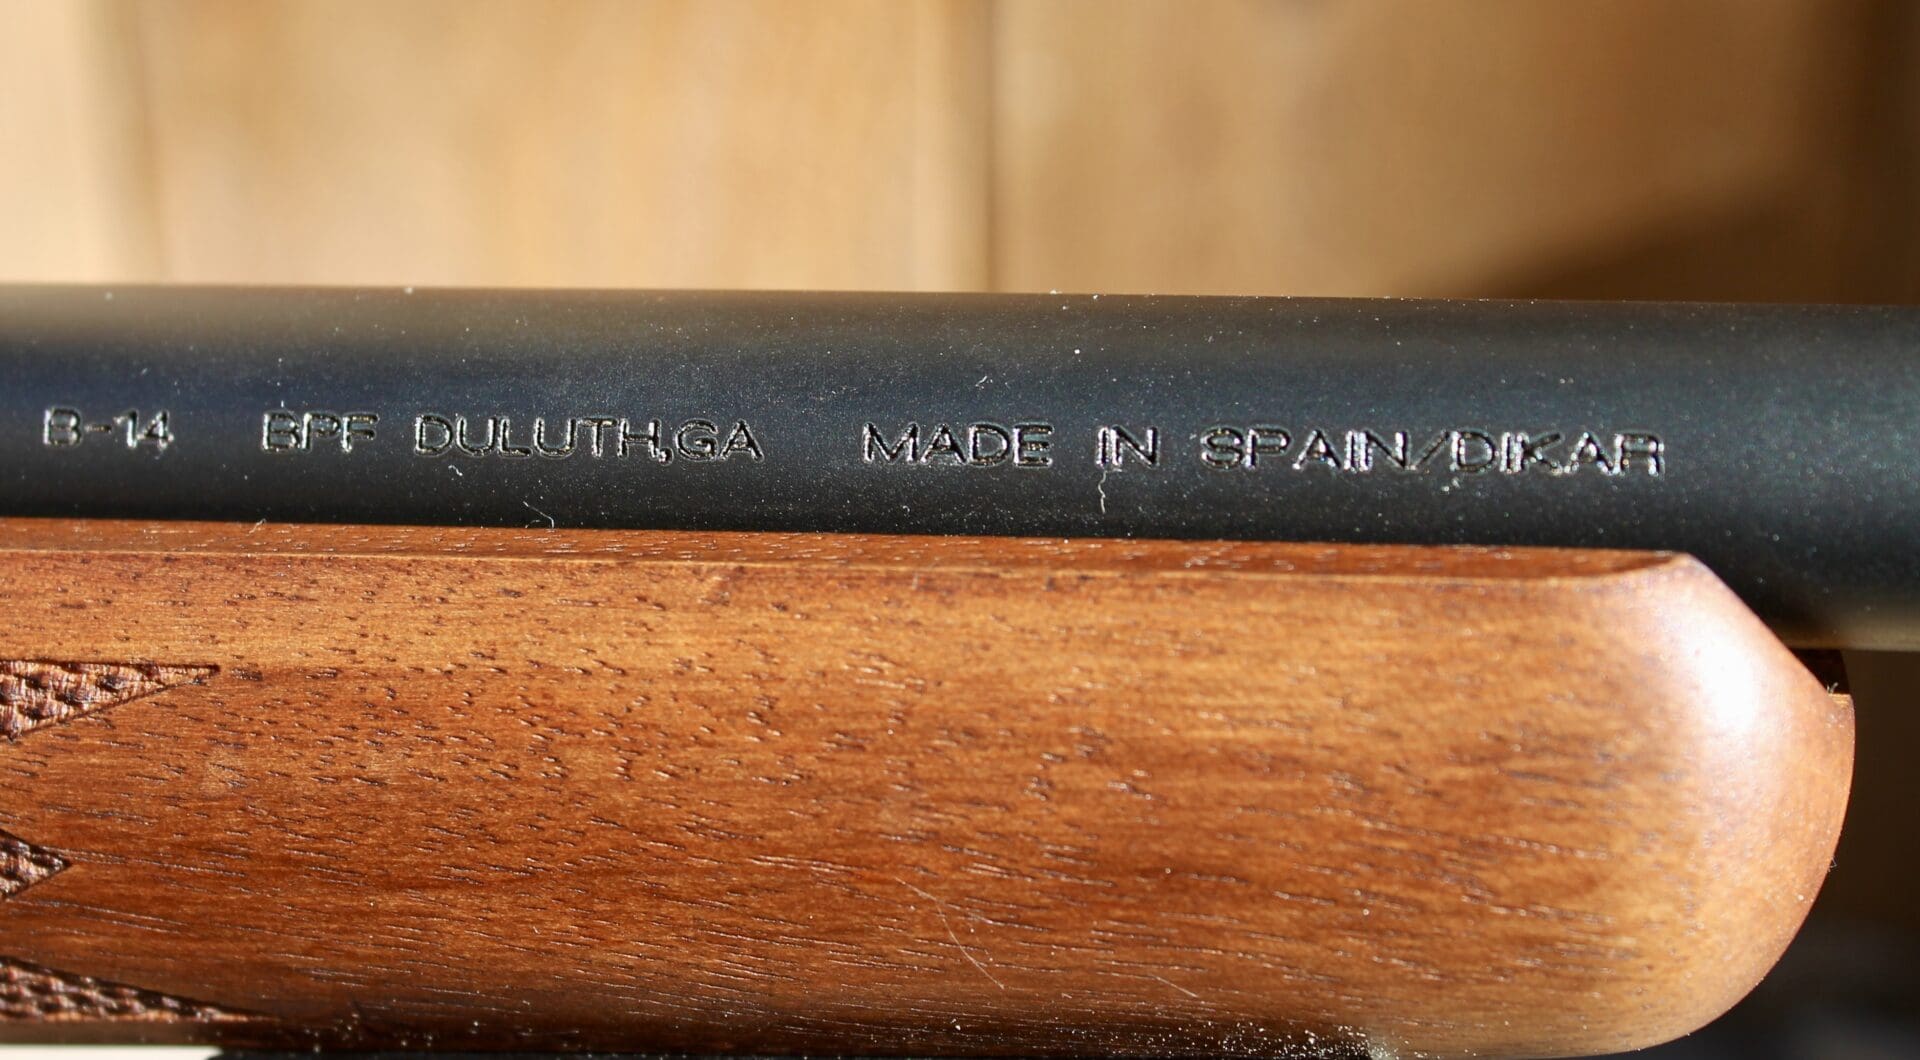 B-14 BPF DULUTH,GA MADE IN SPAIN/DIKAR